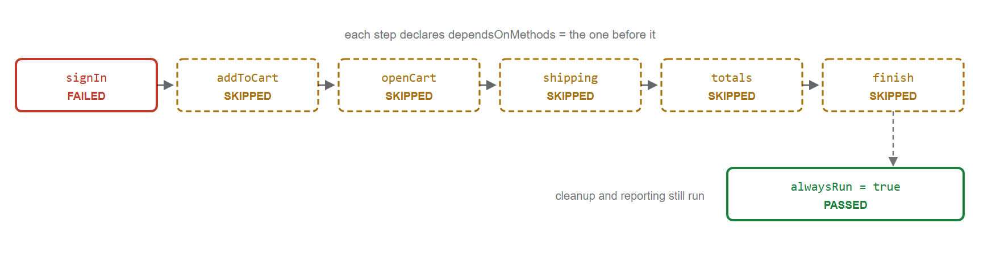 each step declares dependsOnMethods = the one before it
signIn
FAILED
addToCart
SKIPPED
openCart
SKIPPED
shipping
SKIPPED
totals
SKIPPED
finish
SKIPPED
cleanup and reporting still run
alwaysRun = true
PASSED